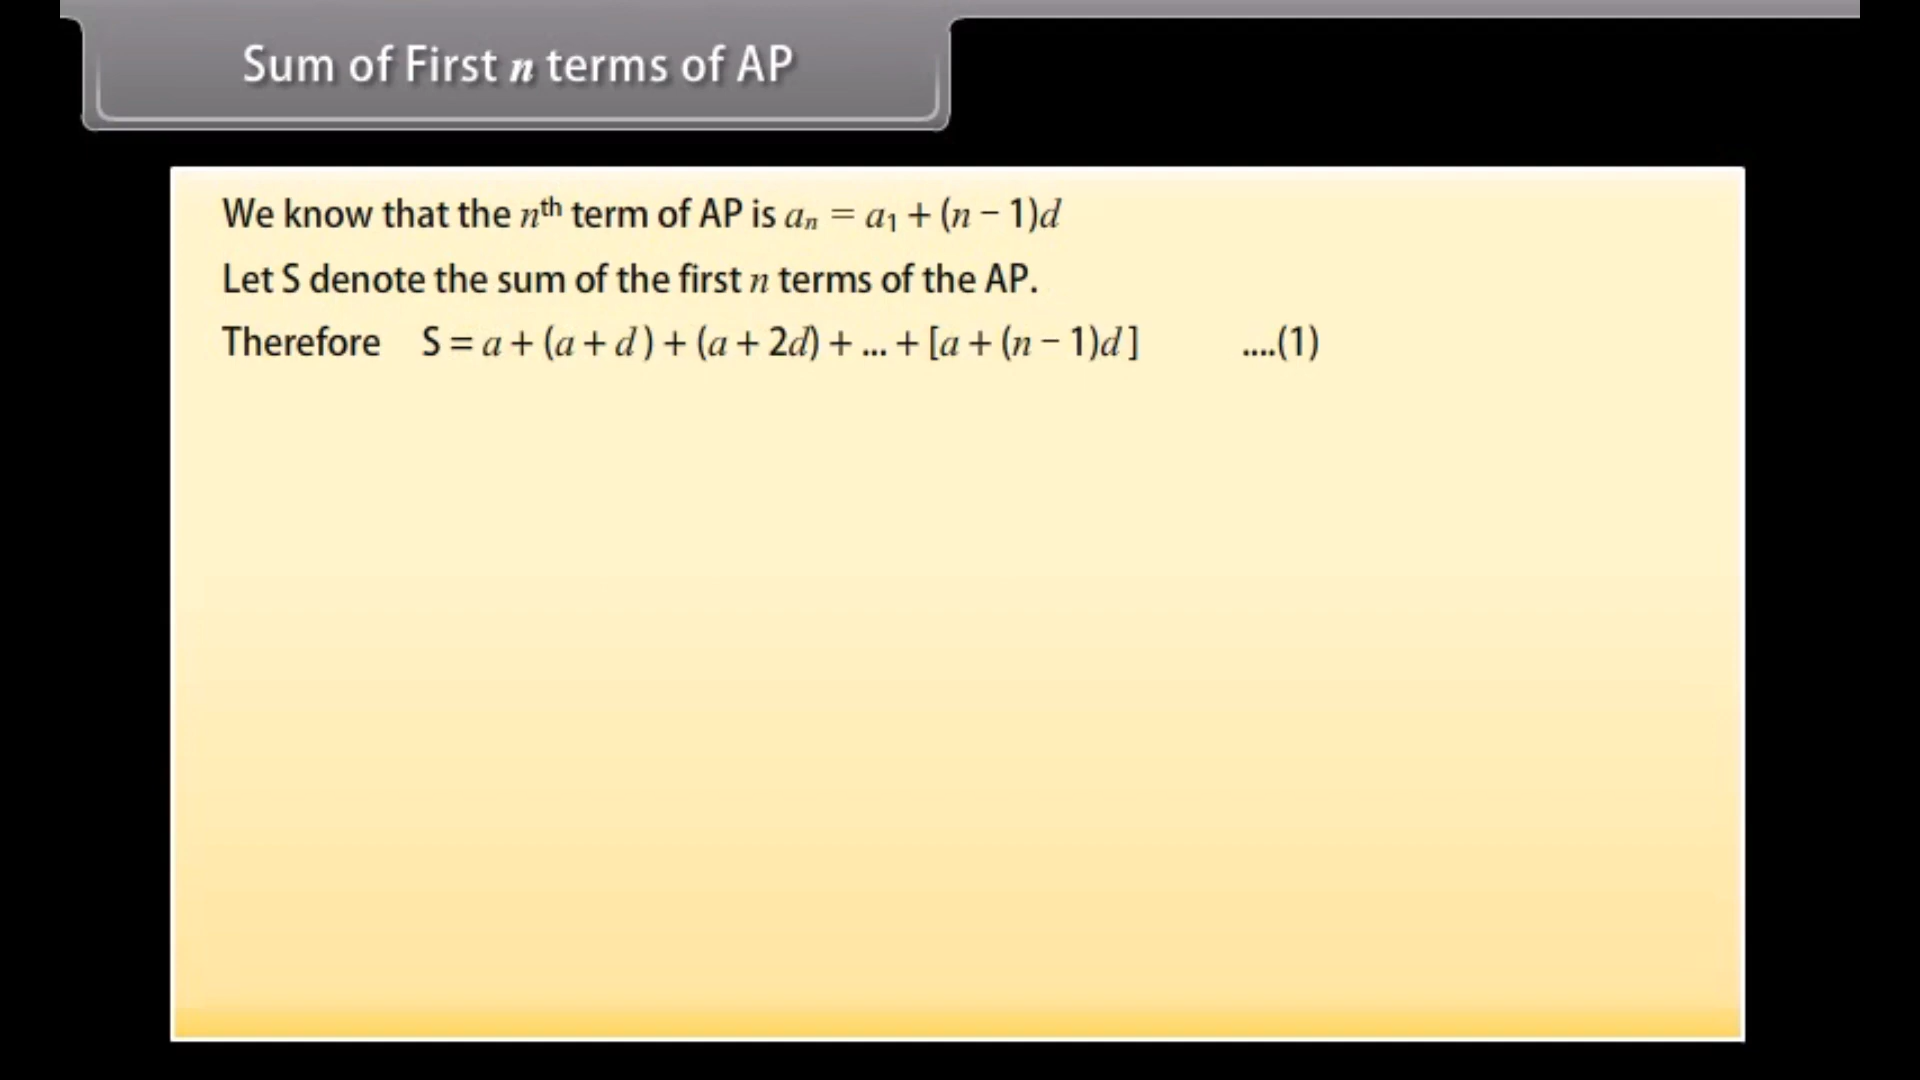 Sum of First n terms of AP
We know that the nᵗʰ term of AP is aₙ = a₁ + (n − 1)d
Let S denote the sum of the first n terms of the AP.
Therefore S = a + (a + d) + (a + 2d) + ... + [a + (n − 1)d] ....(1)